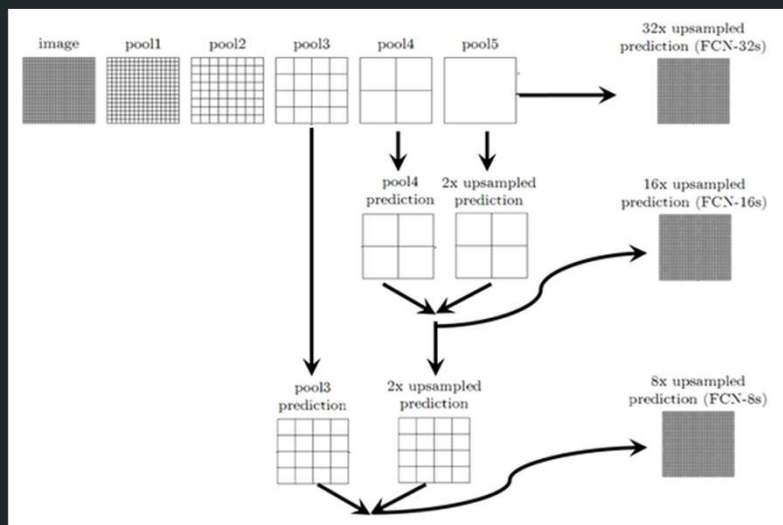 image pool1 pool2 pool3 pool4 pool5
32x upsampled
prediction (FCN-32s)
pool4
prediction
2x upsampled
prediction
16x upsampled
prediction (FCN-16s)
pool3
prediction
2x upsampled
prediction
8x upsampled
prediction (FCN-8s)